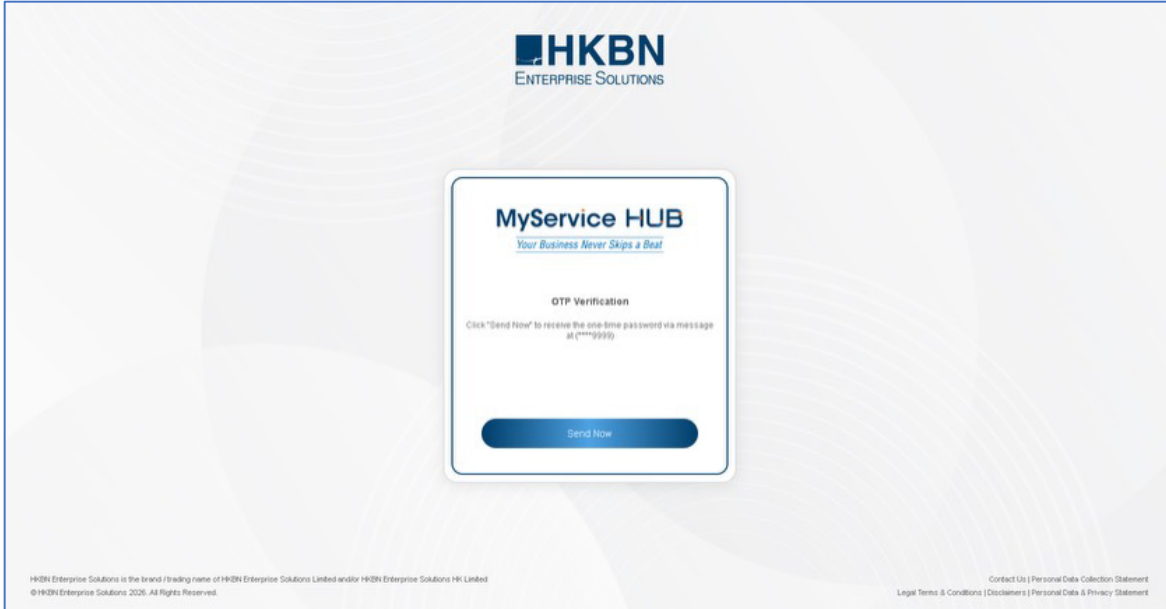 HKBN
ENTERPRISE SOLUTIONS
MyService HUB
Your Business Never Skips a Beat
OTP Verification
Click "Send Now" to receive the one-time password via message
at (****9999)
Send Now
HKBN Enterprise Solutions is the brand / trading name of HKBN Enterprise Solutions Limited and/or HKBN Enterprise Solutions HK Limited
© HKBN Enterprise Solutions 2026. All Rights Reserved.
Contact Us | Personal Data Collection Statement
Legal Terms & Conditions | Disclaimers | Personal Data & Privacy Statement